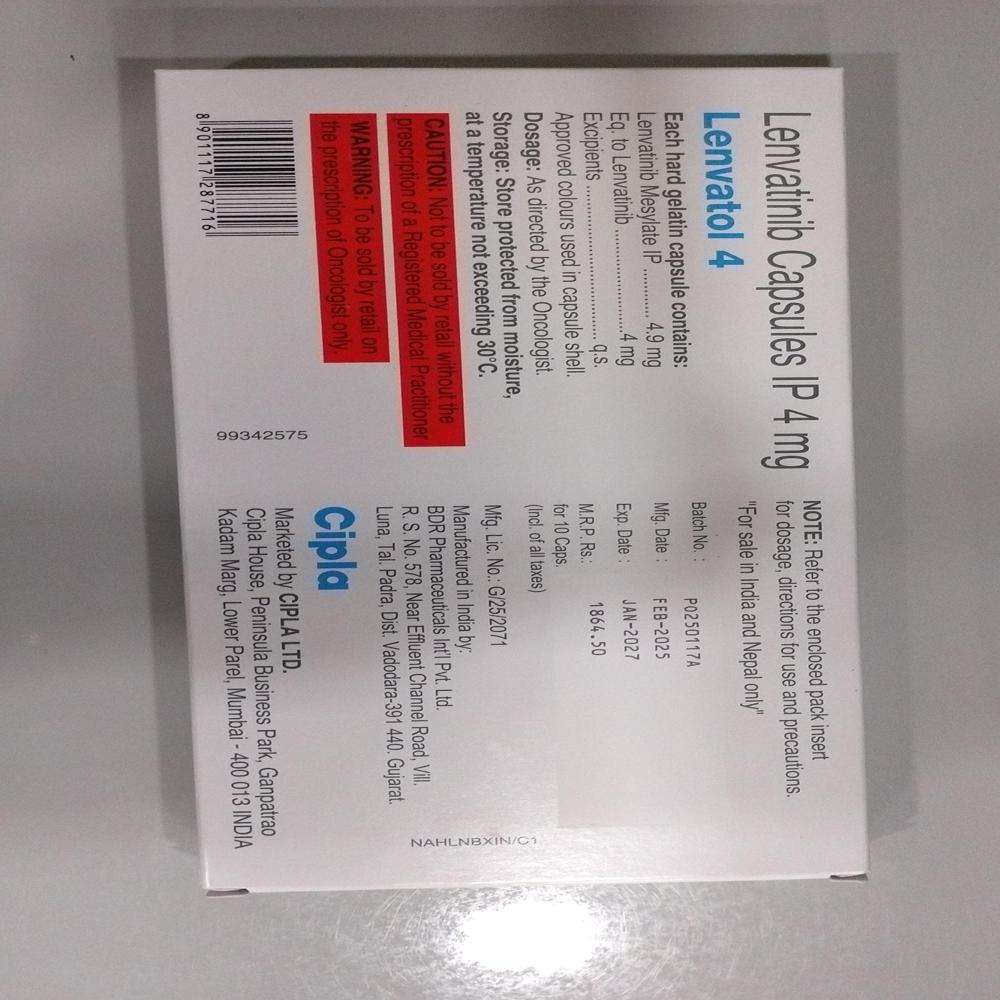 Lenvatinib Capsules IP 4 mg
Lenvatol 4
Each hard gelatin capsule contains:
Lenvatinib Mesylate IP .......... 4.9 mg
Eq. to Lenvatinib ......................4 mg
Excipients ................................ q.s.
Approved colours used in capsule shell.
Dosage: As directed by the Oncologist.
Storage: Store protected from moisture,
at a temperature not exceeding 30°C.
CAUTION: Not to be sold by retail without the
prescription of a Registered Medical Practitioner
WARNING: To be sold by retail on
the prescription of Oncologist only.
8 901117 287716
99342575
NOTE: Refer to the enclosed pack insert
for dosage, directions for use and precautions.
"For sale in India and Nepal only"
Batch No. : P0250117A
Mfg. Date : FEB-2025
Exp. Date : JAN-2027
M.R.P. Rs.: 1864.50
for 10 Caps.
(Incl. of all taxes)
Mfg. Lic. No.: G/25/2071
Manufactured in India by:
BDR Pharmaceuticals Int'l Pvt. Ltd.
R. S. No. 578, Near Effluent Channel Road, Vill.
Luna, Tal. Padra, Dist. Vadodara-391 440. Gujarat.
Cipla
Marketed by CIPLA LTD.
Cipla House, Peninsula Business Park, Ganpatrao
Kadam Marg, Lower Parel, Mumbai - 400 013 INDIA
NAHLNBXIN/C1